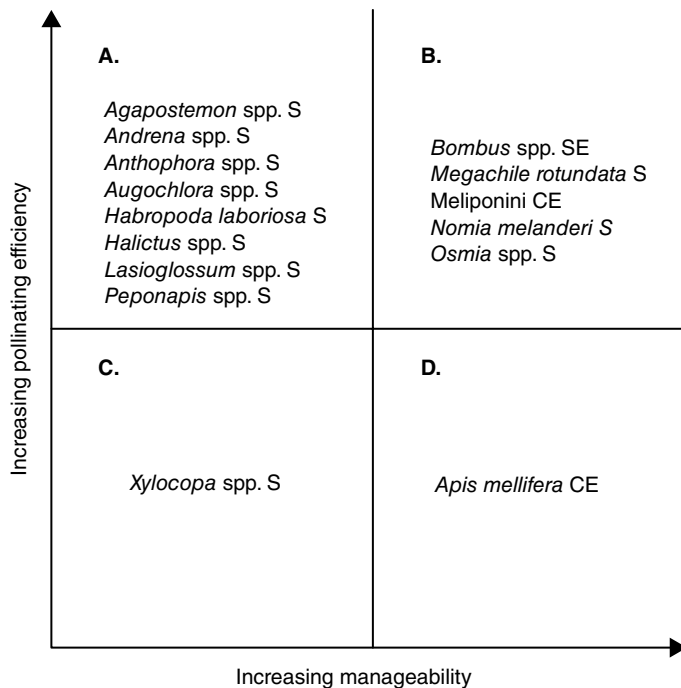 Increasing pollinating efficiency
A.
Agapostemon spp. S
Andrena spp. S
Anthophora spp. S
Augochlora spp. S
Habropoda laboriosa S
Halictus spp. S
Lasioglossum spp. S
Peponapis spp. S
B.
Bombus spp. SE
Megachile rotundata S
Meliponini CE
Nomia melanderi S
Osmia spp. S
C.
Xylocopa spp. S
D.
Apis mellifera CE
Increasing manageability